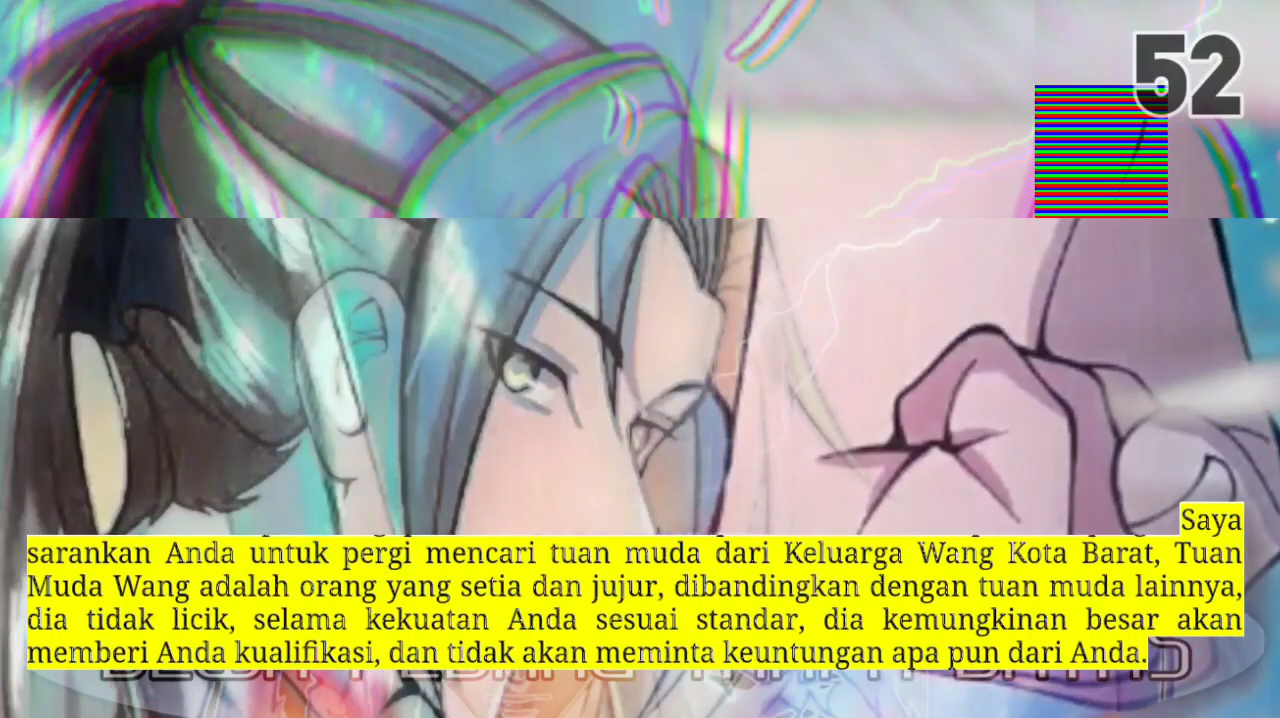 52
Saya
sarankan Anda untuk pergi mencari tuan muda dari Keluarga Wang Kota Barat, Tuan
Muda Wang adalah orang yang setia dan jujur, dibandingkan dengan tuan muda lainnya,
dia tidak licik, selama kekuatan Anda sesuai standar, dia kemungkinan besar akan
memberi Anda kualifikasi, dan tidak akan meminta keuntungan apa pun dari Anda.